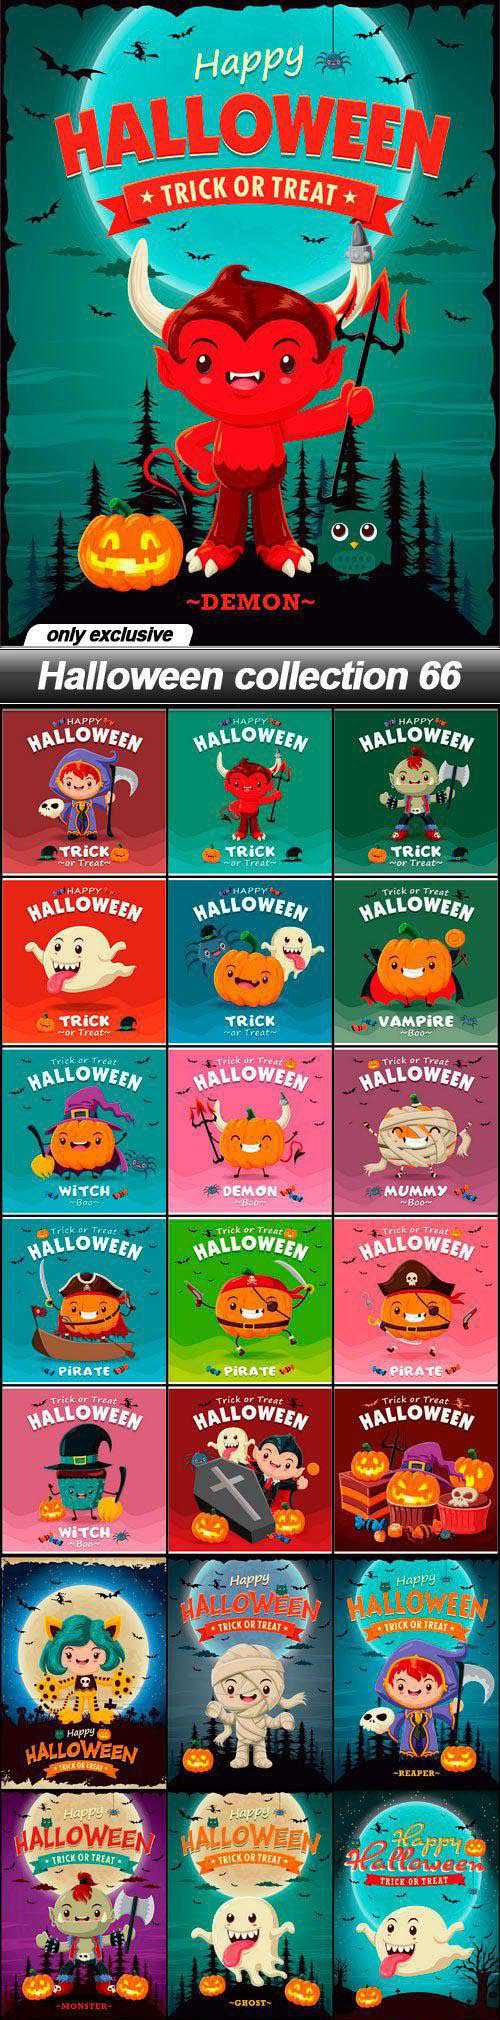 Happy
HALLOWEEN
TRICK OR TREAT
~DEMON~
only exclusive
Halloween collection 66
HAPPY
HALLOWEEN
TRiCK
~or Treat~
HAPPY
HALLOWEEN
TRiCK
~or Treat~
HAPPY
HALLOWEEN
TRiCK
~or Treat~
HAPPY
HALLOWEEN
TRiCK
~or Treat~
HAPPY
HALLOWEEN
TRiCK
~or Treat~
Trick or Treat
HALLOWEEN
VAMPiRE
~Boo~
Trick or Treat
HALLOWEEN
WiTCH
~Boo~
Trick or Treat
HALLOWEEN
DEMON
~Boo~
Trick or Treat
HALLOWEEN
MUMMY
~Boo~
Trick or Treat
HALLOWEEN
PiRATE
Trick or Treat
HALLOWEEN
PiRATE
Trick or Treat
HALLOWEEN
PiRATE
Trick or Treat
HALLOWEEN
WiTCH
~Boo~
Trick or Treat
HALLOWEEN
Trick or Treat
HALLOWEEN
Happy
HALLOWEEN
TRICK OR TREAT
Happy
HALLOWEEN
TRICK OR TREAT
Happy
HALLOWEEN
TRICK OR TREAT
~REAPER~
Happy
HALLOWEEN
TRICK OR TREAT
~MONSTER~
Happy
HALLOWEEN
TRICK OR TREAT
~GHOST~
Happy
Halloween
TRICK OR TREAT